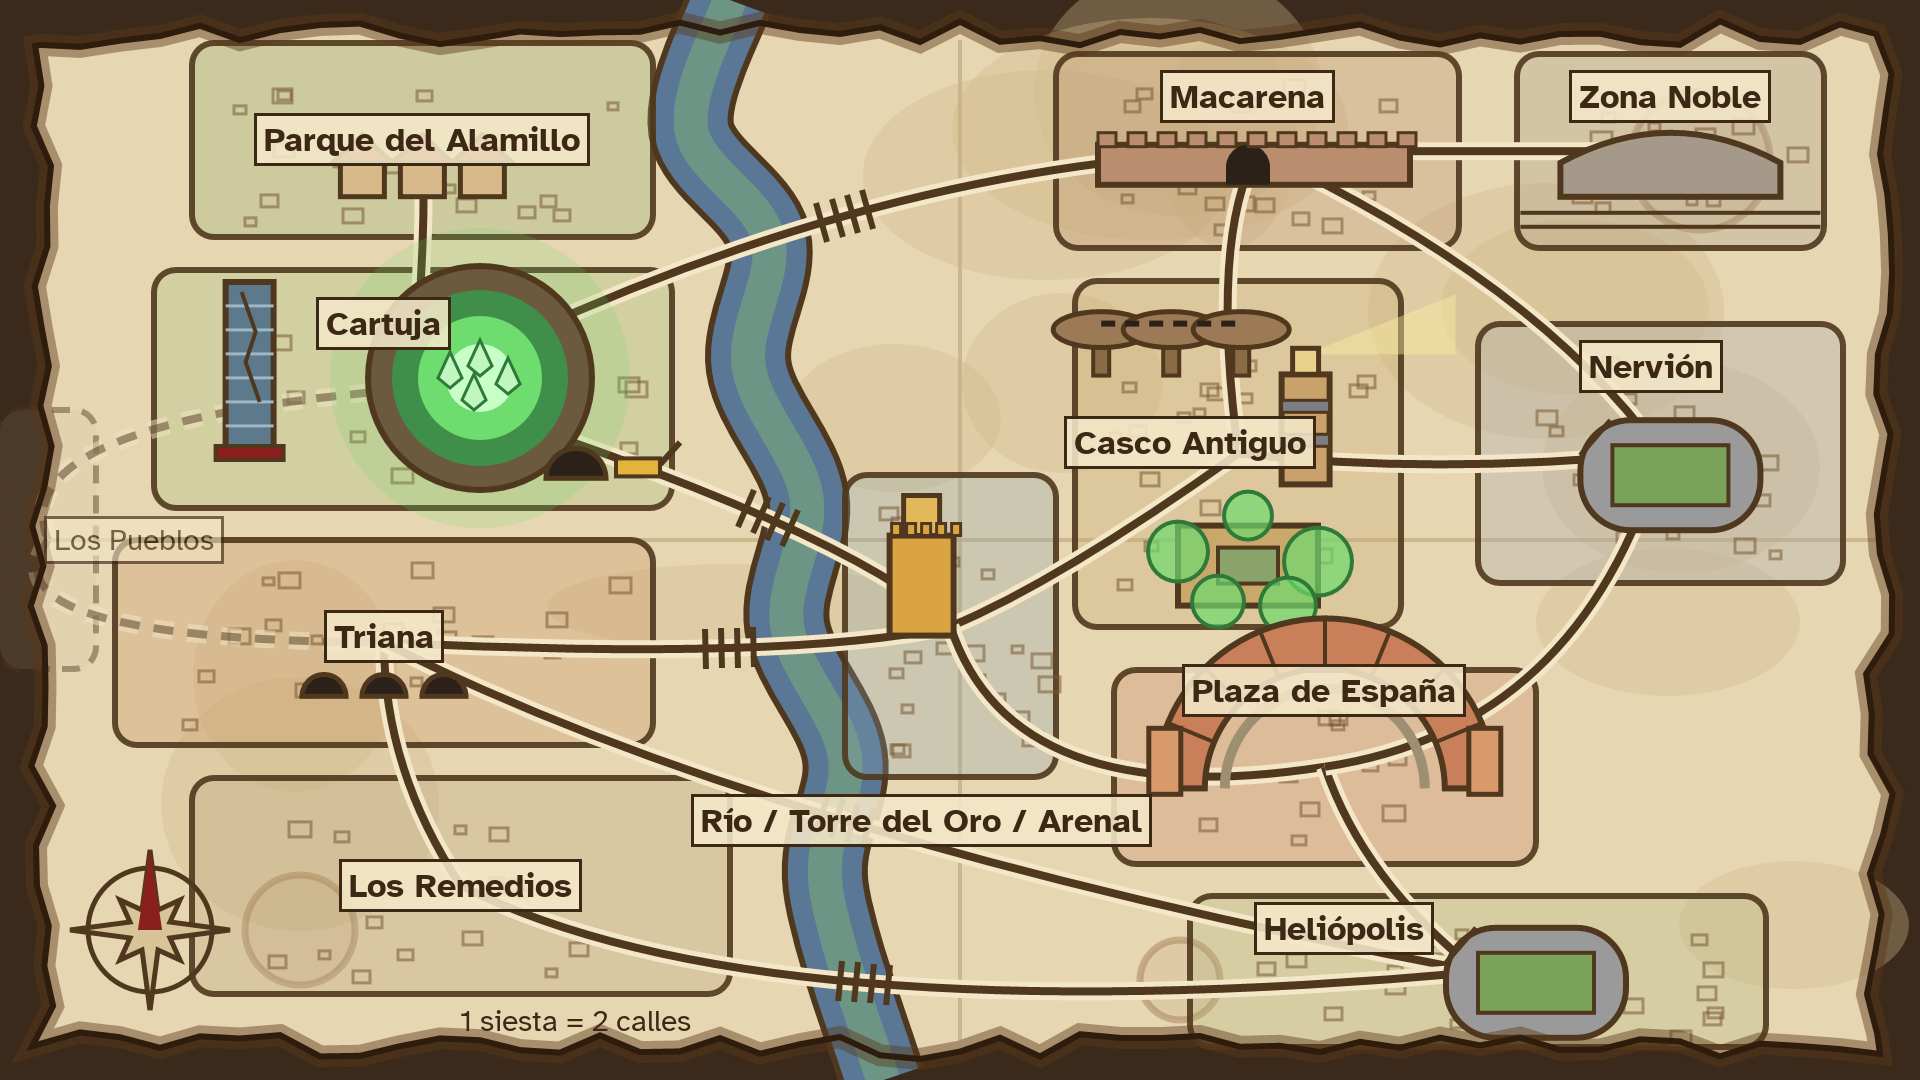 Macarena
Zona Noble
Parque del Alamillo
Cartuja
Nervión
Casco Antiguo
Los Pueblos
Triana
Plaza de España
Río / Torre del Oro / Arenal
Los Remedios
Heliópolis
1 siesta = 2 calles